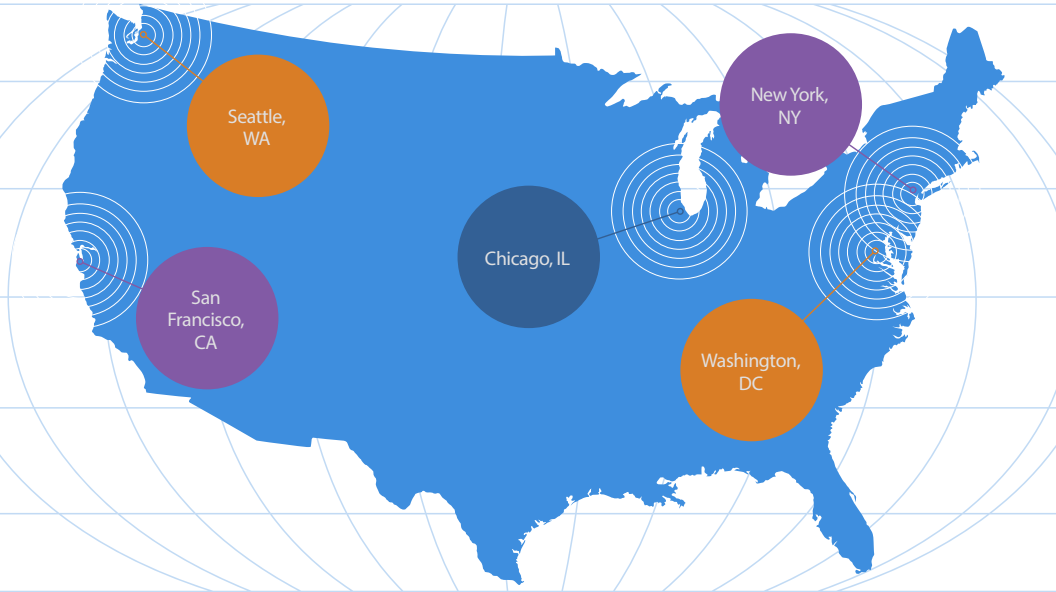 New York,
NY
Seattle,
WA
Chicago, IL
San
Francisco,
CA
Washington,
DC